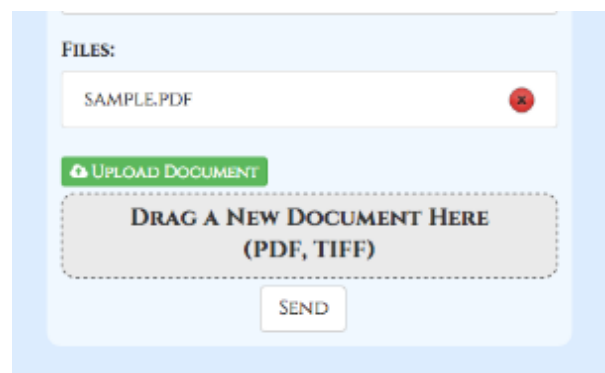 Files:
SAMPLE.PDF
Upload Document
Drag a New Document Here
(PDF, TIFF)
Send